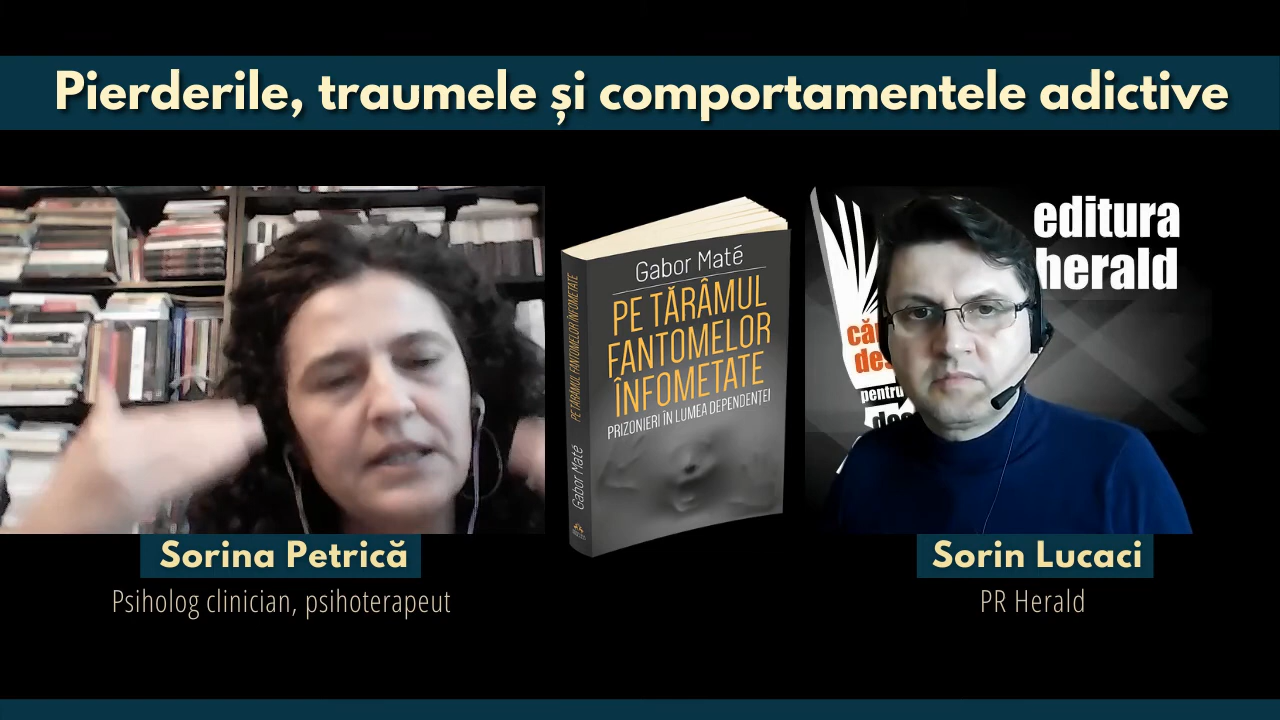 Pierderile, traumele și comportamentele adictive
editura
herald
Gabor Maté
PE TĂRÂMUL
FANTOMELOR
ÎNFOMETATE
PRIZONIERI ÎN LUMEA DEPENDENȚEI
PE TĂRÂMUL FANTOMELOR ÎNFOMETATE
Gabor Maté
pentru
Sorina Petrică
Psiholog clinician, psihoterapeut
Sorin Lucaci
PR Herald